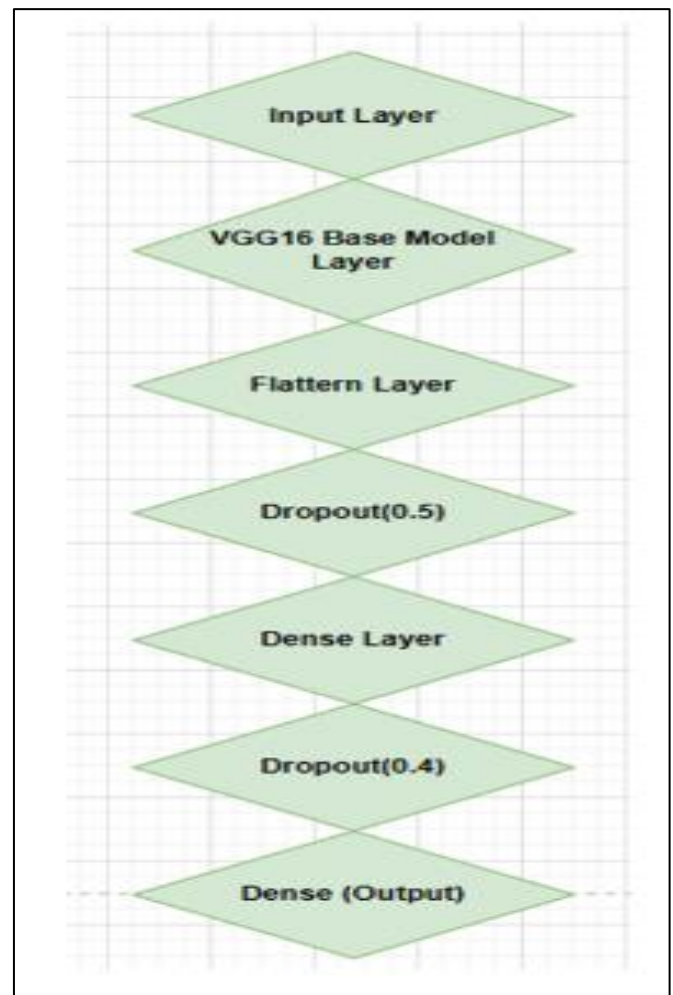 Input Layer
VGG16 Base Model
Layer
Flattern Layer
Dropout(0.5)
Dense Layer
Dropout(0.4)
Dense (Output)